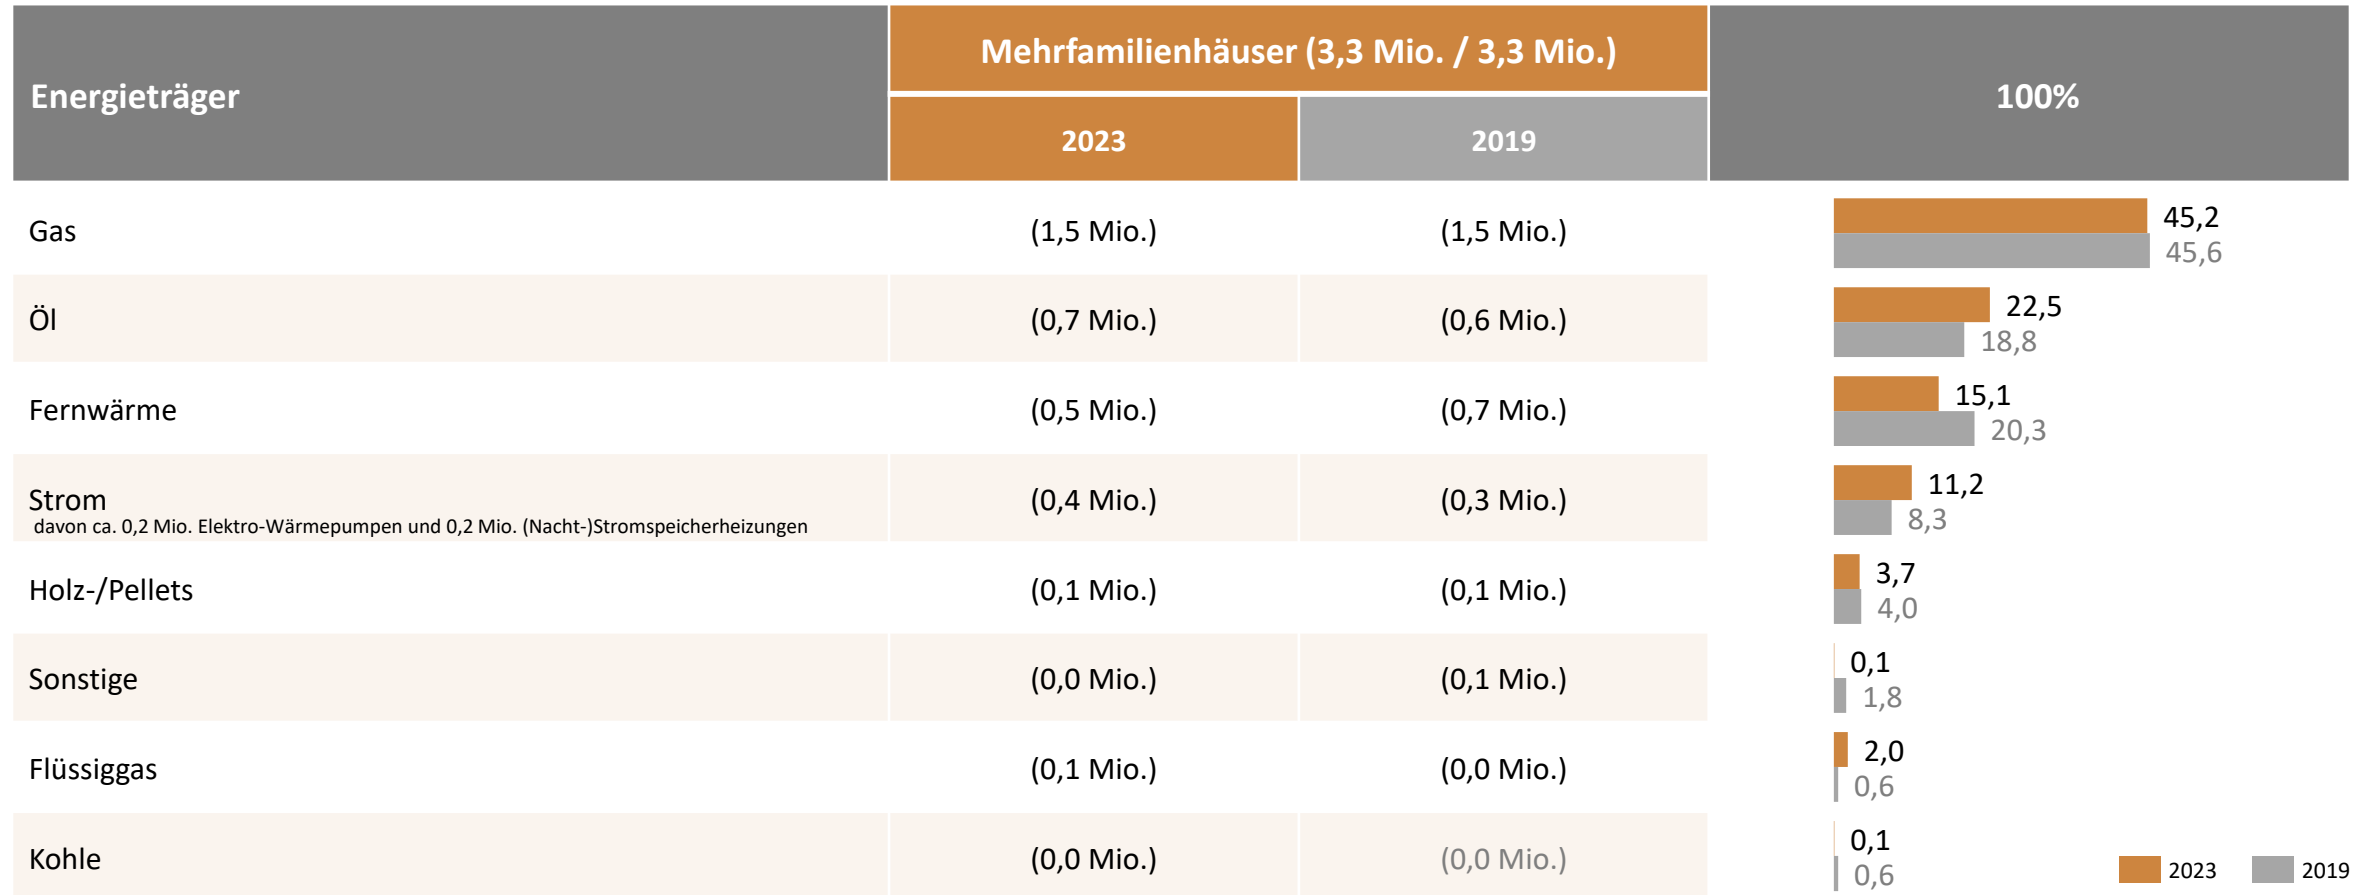 Energieträger
Mehrfamilienhäuser (3,3 Mio. / 3,3 Mio.)
100%
2023
2019
Gas
(1,5 Mio.)
(1,5 Mio.)
45,2
45,6
Öl
(0,7 Mio.)
(0,6 Mio.)
22,5
18,8
Fernwärme
(0,5 Mio.)
(0,7 Mio.)
15,1
20,3
Strom
davon ca. 0,2 Mio. Elektro-Wärmepumpen und 0,2 Mio. (Nacht-)Stromspeicherheizungen
(0,4 Mio.)
(0,3 Mio.)
11,2
8,3
Holz-/Pellets
(0,1 Mio.)
(0,1 Mio.)
3,7
4,0
Sonstige
(0,0 Mio.)
(0,1 Mio.)
0,1
1,8
Flüssiggas
(0,1 Mio.)
(0,0 Mio.)
2,0
0,6
Kohle
(0,0 Mio.)
(0,0 Mio.)
0,1
0,6
2023
2019